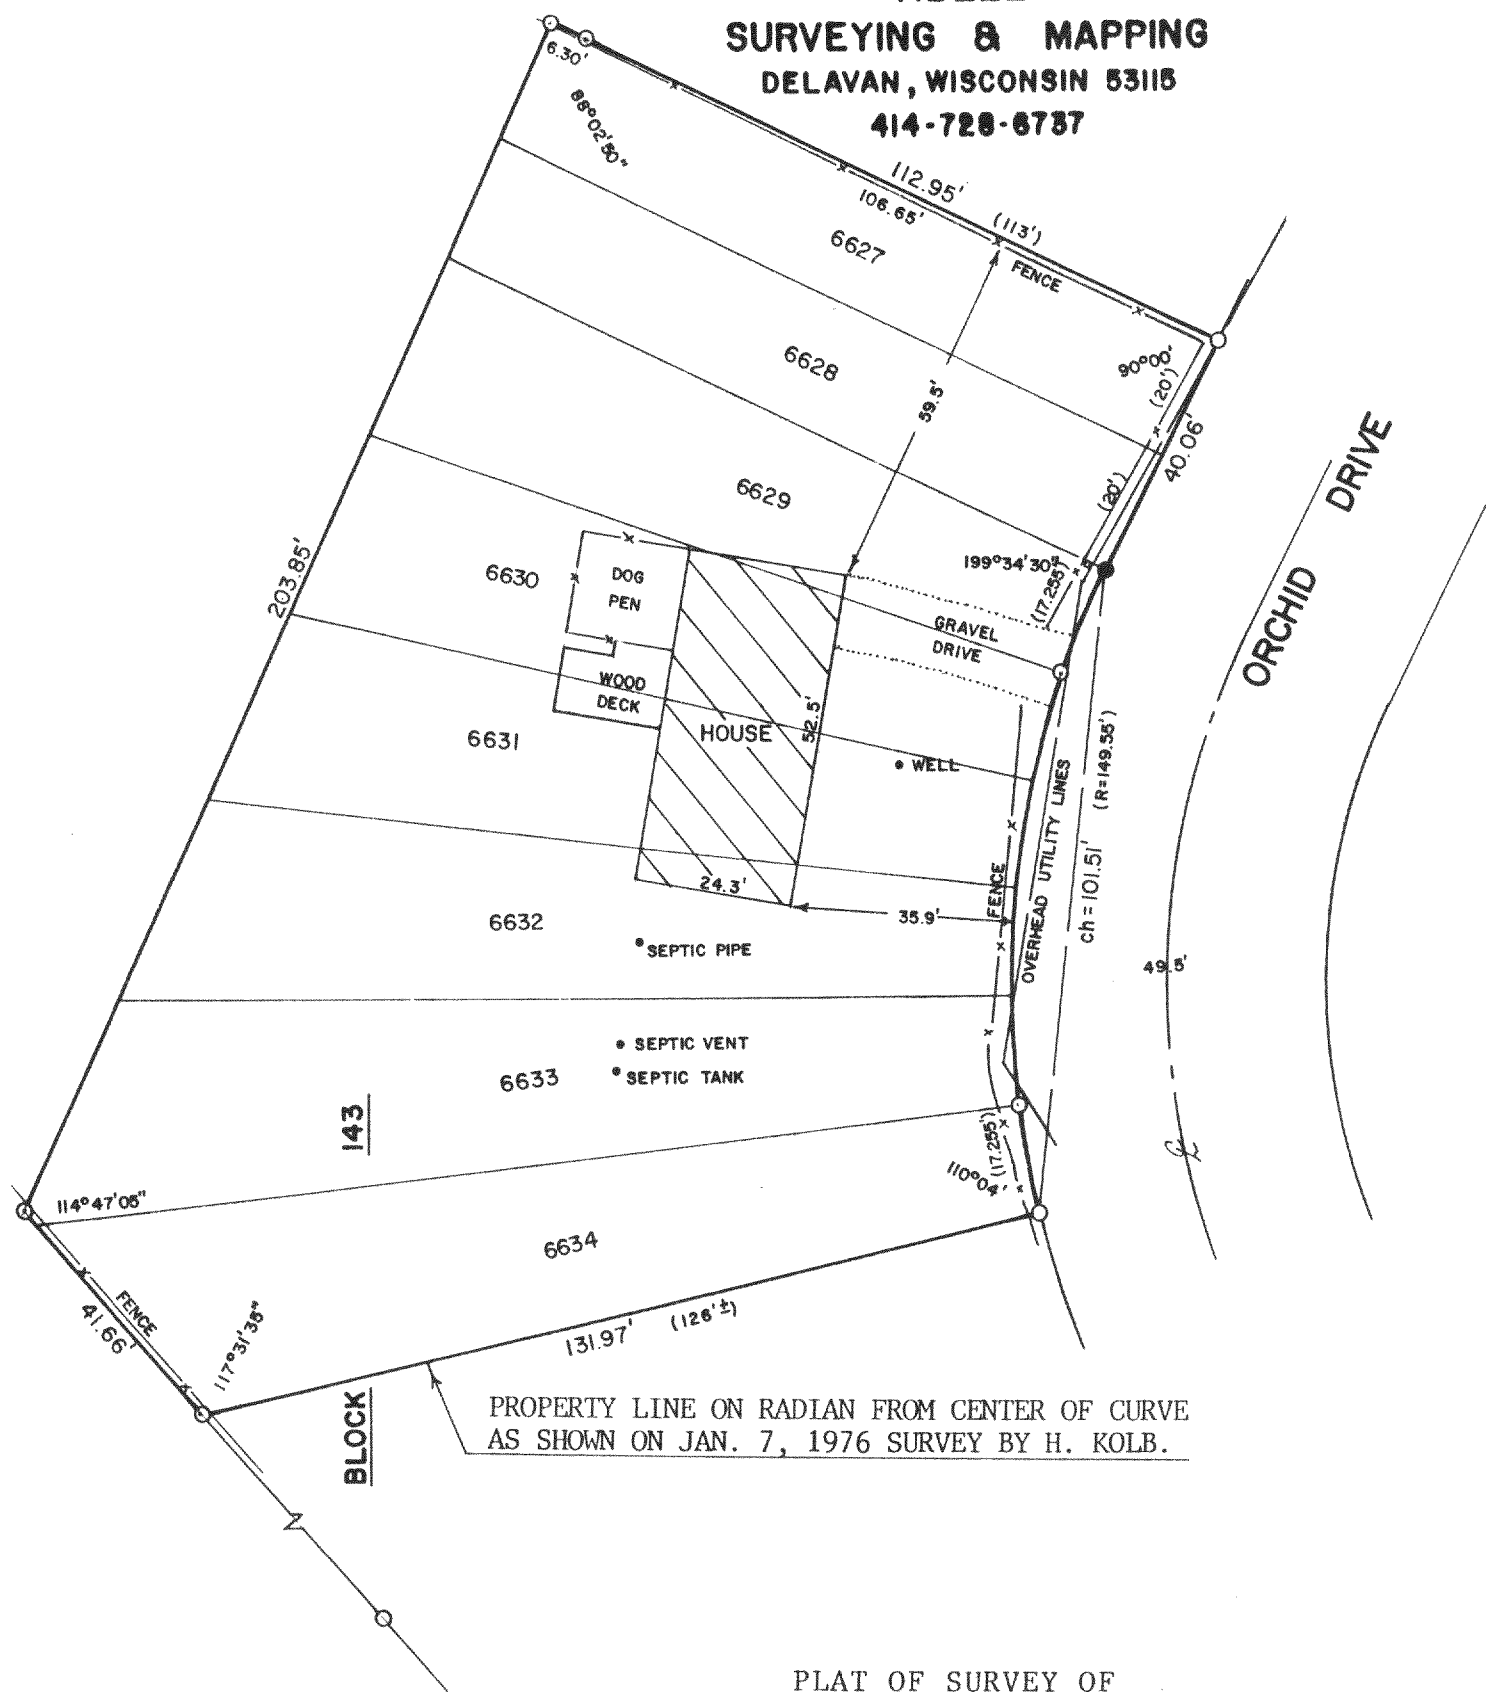 SURVEYING & MAPPING
DELAVAN, WISCONSIN 53115
414-728-6737
6.30'
88°02'50"
112.95'
106.65'
(113')
FENCE
6627
90°00'
(20')
40.06'
6628
59.5'
(20')
DRIVE
ORCHID
6629
199°34'30"
(17.255')
203.85'
6630
DOG
PEN
GRAVEL
DRIVE
WOOD
DECK
HOUSE
52.5'
6631
WELL
(R=149.55')
OVERHEAD UTILITY LINES
FENCE
ch = 101.51'
24.3'
35.9'
6632
SEPTIC PIPE
49.5'
SEPTIC VENT
6633
SEPTIC TANK
143
(17.255')
110°04'
114°47'05"
6634
FENCE
41.66'
117°31'35"
131.97'
(126'±)
BLOCK
PROPERTY LINE ON RADIAN FROM CENTER OF CURVE
AS SHOWN ON JAN. 7, 1976 SURVEY BY H. KOLB.
PLAT OF SURVEY OF